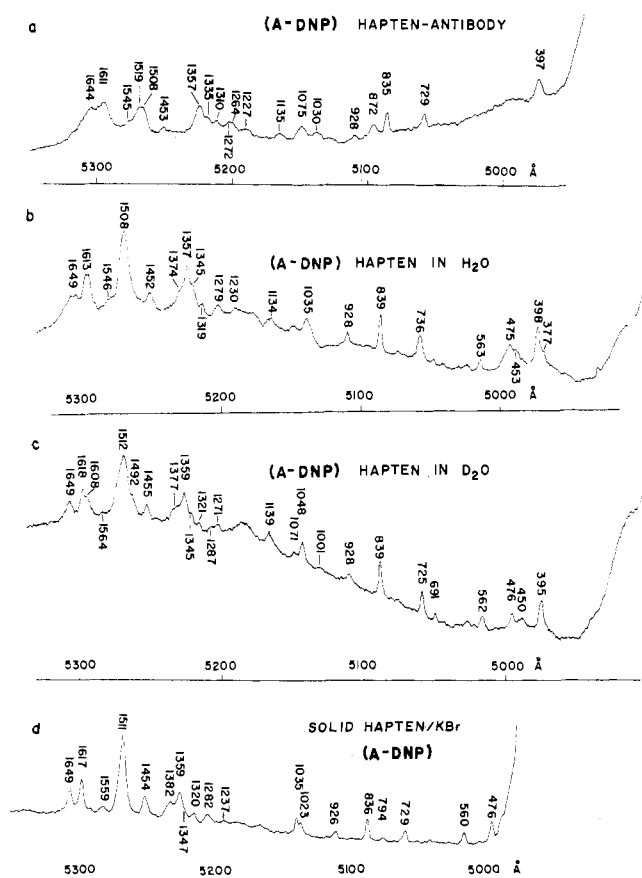 a
(A-DNP) HAPTEN-ANTIBODY
1644 1611 1545 1519 1508 1453 1357 1335 1310 1264 1272 1227 1135 1075 1030 928 872 835 729 397
5300 5200 5100 5000 Å
b
(A-DNP) HAPTEN IN H₂O
1649 1613 1546 1508 1452 1374 1357 1345 1319 1279 1230 1134 1035 928 839 736 563 475 453 398 377
5300 5200 5100 5000 Å
c
(A-DNP) HAPTEN IN D₂O
1649 1618 1608 1564 1512 1492 1455 1377 1359 1345 1321 1287 1271 1139 1071 1048 1001 928 839 725 691 562 476 450 395
5300 5200 5100 5000 Å
d
SOLID HAPTEN/KBr
(A-DNP)
1649 1617 1559 1511 1454 1382 1359 1347 1320 1282 1237 1035 1023 926 836 794 729 560 476
5300 5200 5100 5000 Å